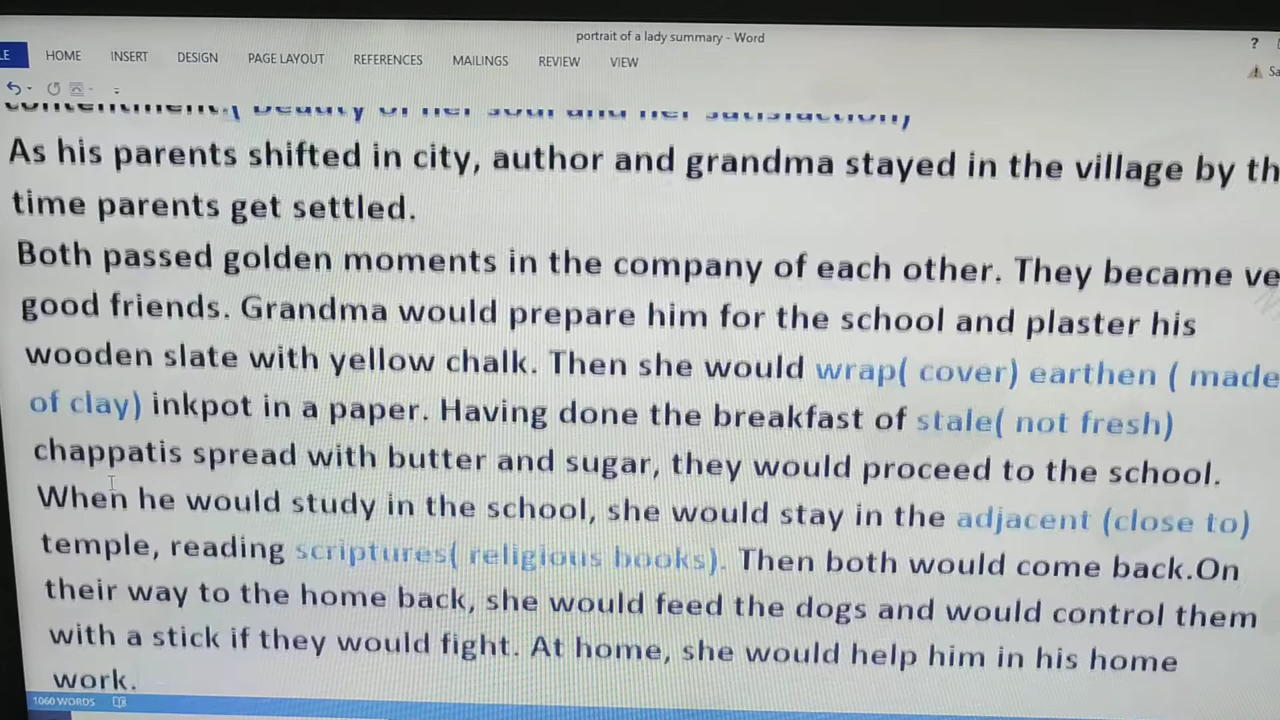 portrait of a lady summary - Word
?
HOME INSERT DESIGN PAGE LAYOUT REFERENCES MAILINGS REVIEW VIEW
contentment.( beauty of her soul and her satisfaction)
As his parents shifted in city, author and grandma stayed in the village by th
time parents get settled.
Both passed golden moments in the company of each other. They became ve
good friends. Grandma would prepare him for the school and plaster his
wooden slate with yellow chalk. Then she would wrap( cover) earthen ( made
of clay) inkpot in a paper. Having done the breakfast of stale( not fresh)
chappatis spread with butter and sugar, they would proceed to the school.
When he would study in the school, she would stay in the adjacent (close to)
temple, reading scriptures( religious books). Then both would come back.On
their way to the home back, she would feed the dogs and would control them
with a stick if they would fight. At home, she would help him in his home
work.
1060 WORDS